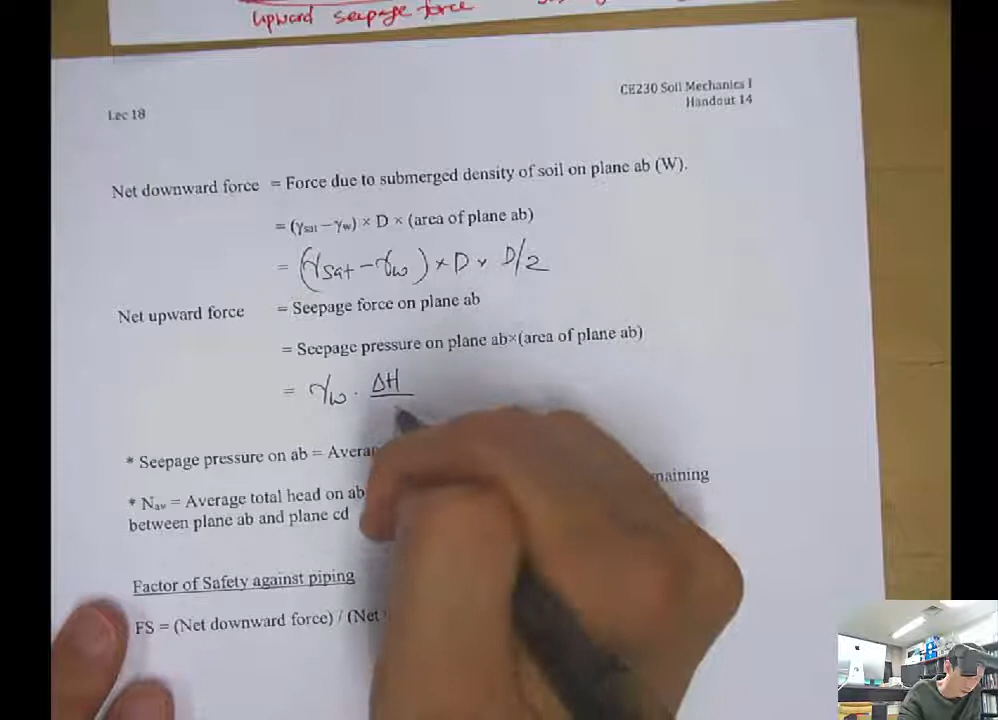 upward seepage force
CE230 Soil Mechanics I
Lec 18
Handout 14
Net downward force = Force due to submerged density of soil on plane ab (W).
= (γsat – γw) × D × (area of plane ab)
= (γsat – γw) × D × D/2
Net upward force = Seepage force on plane ab
= Seepage pressure on plane ab×(area of plane ab)
= γw · ΔH
* Seepage pressure on ab =
* Nav = Average total head on ab
between plane ab and plane cd
Factor of Safety against piping
FS = (Net downward force) / (Net